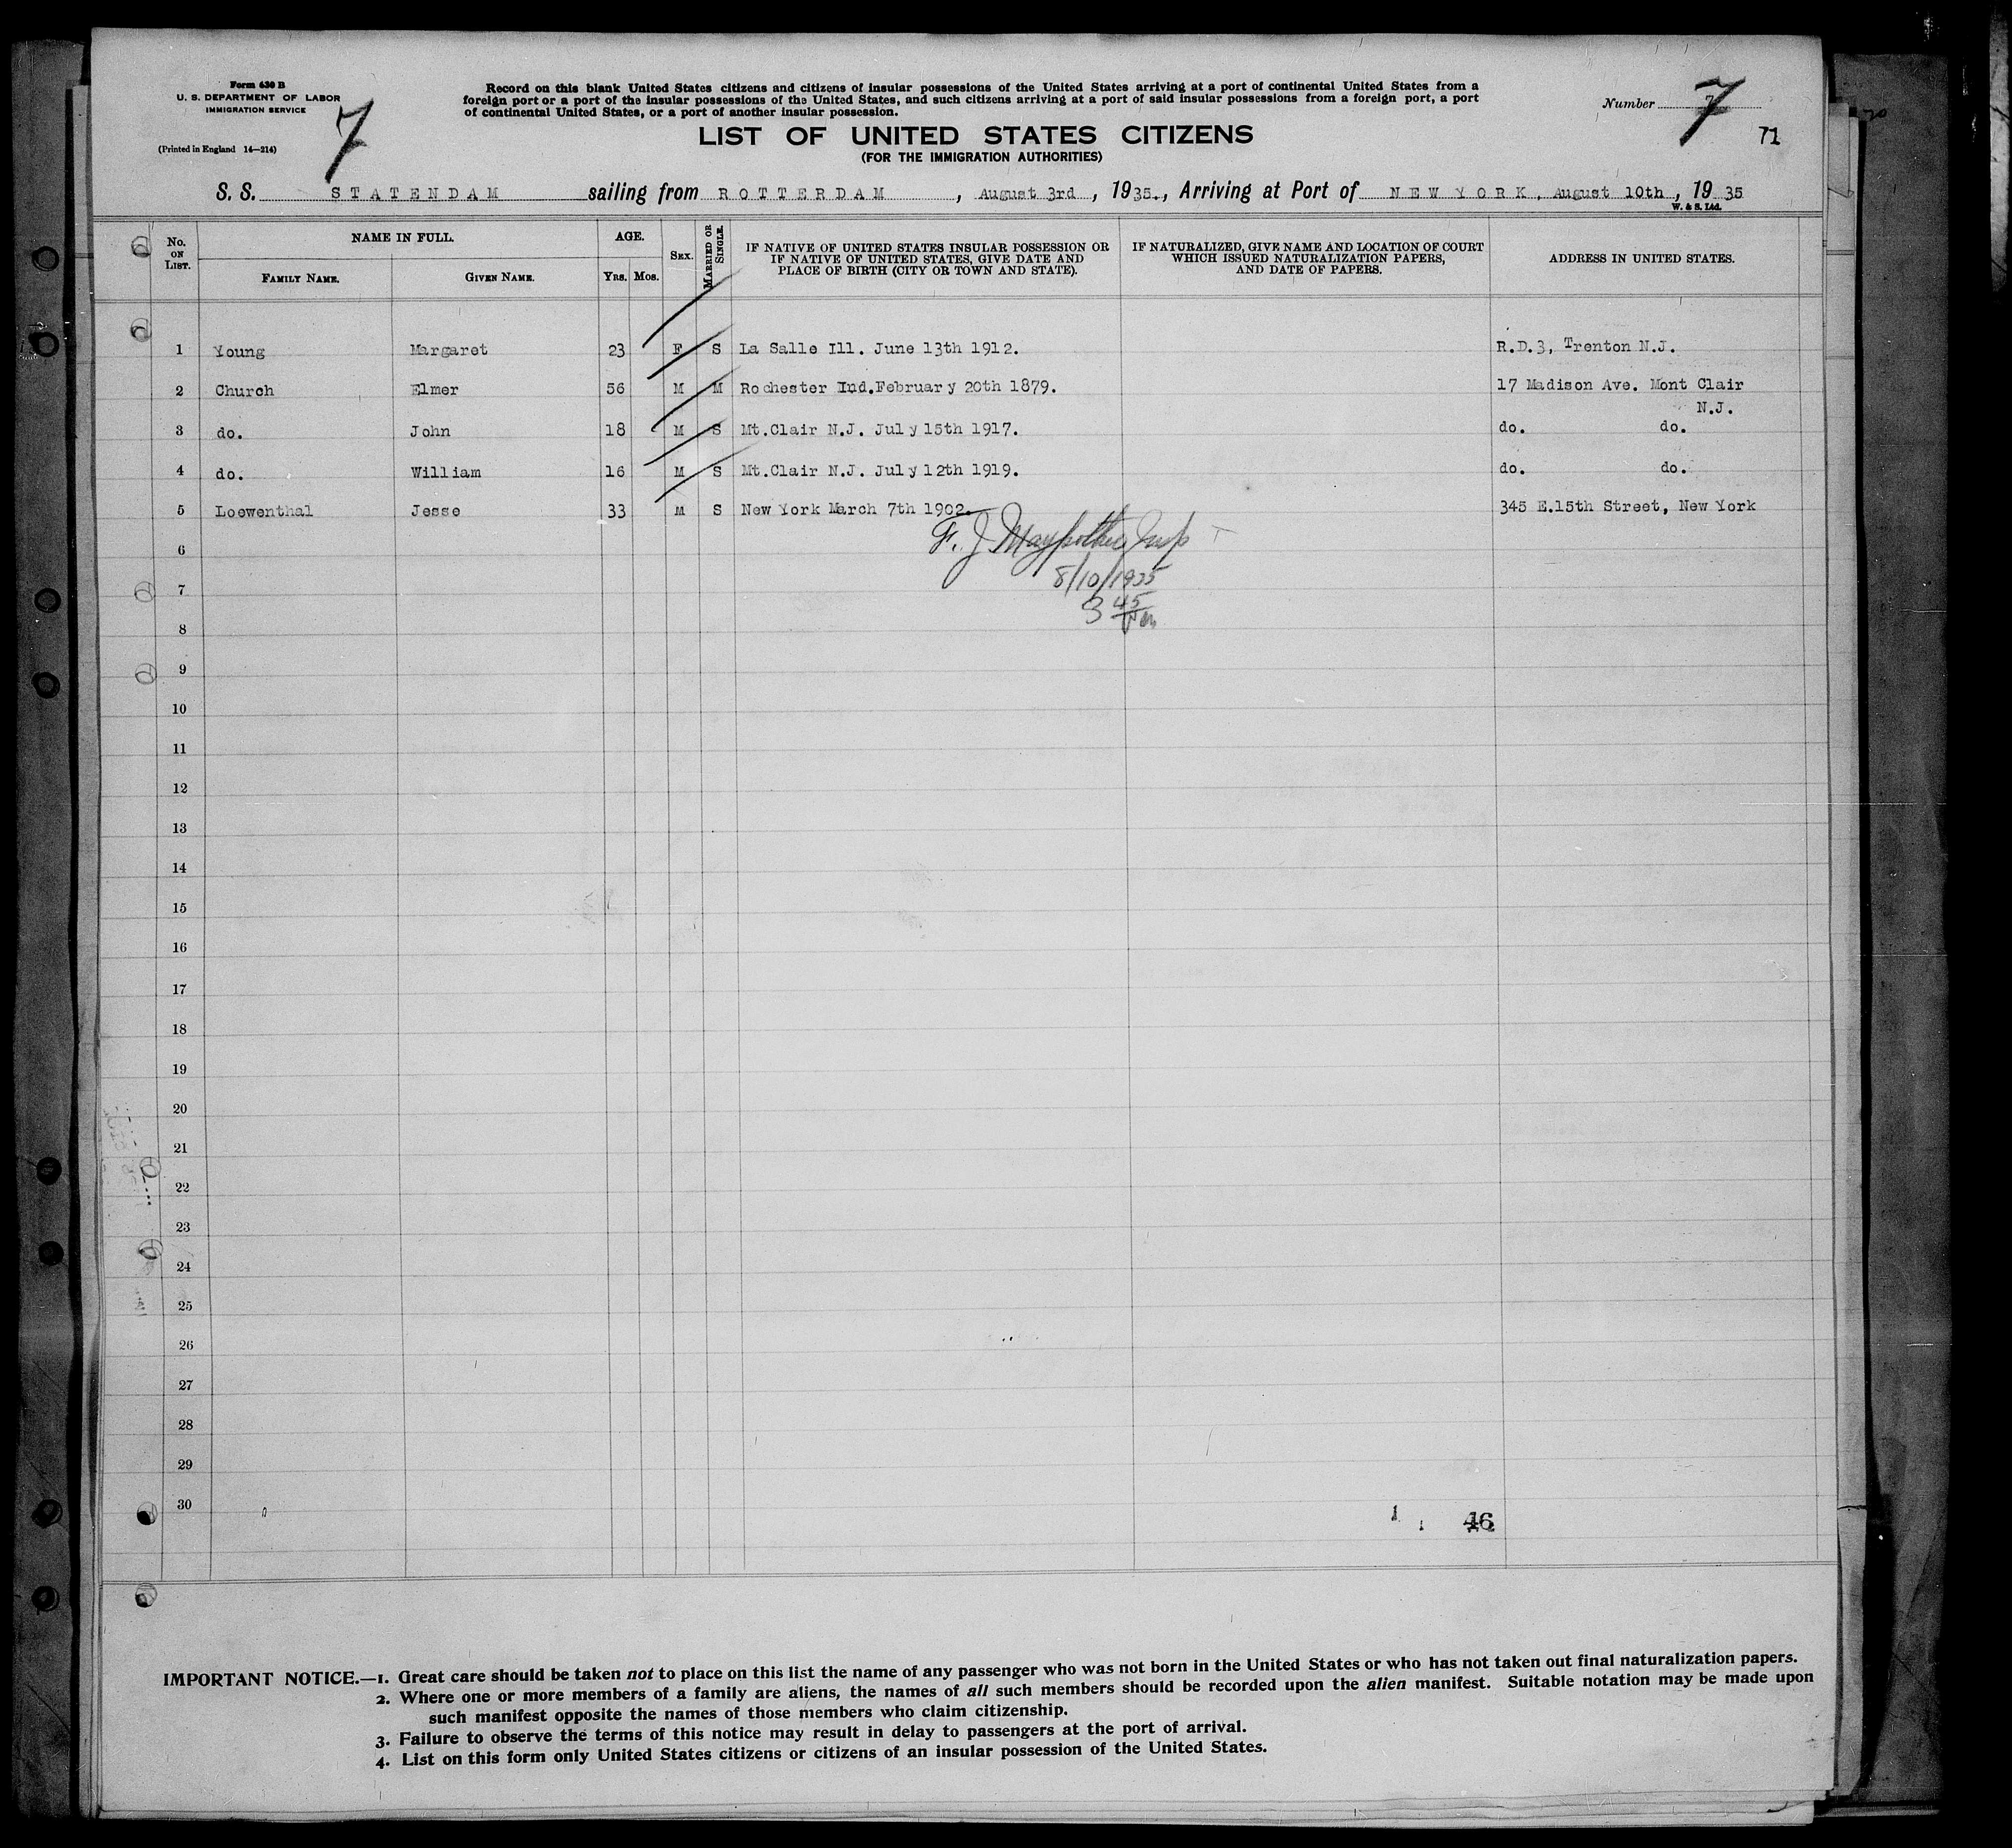 Form 630 B
U. S. DEPARTMENT OF LABOR
IMMIGRATION SERVICE
(Printed in England 14—214)
7
Record on this blank United States citizens and citizens of insular possessions of the United States arriving at a port of continental United States from a
foreign port or a port of the insular possessions of the United States, and such citizens arriving at a port of said insular possessions from a foreign port, a port
of continental United States, or a port of another insular possession.
LIST OF UNITED STATES CITIZENS
(FOR THE IMMIGRATION AUTHORITIES)
Number 7
71
S. S. STATENDAM sailing from ROTTERDAM, August 3rd, 1935., Arriving at Port of NEW YORK, August 10th, 1935
W. & S. Ltd.
No. ON LIST.
NAME IN FULL.
FAMILY NAME.
GIVEN NAME.
AGE.
YRS. MOS.
SEX.
MARRIED OR SINGLE.
IF NATIVE OF UNITED STATES INSULAR POSSESSION OR
IF NATIVE OF UNITED STATES, GIVE DATE AND
PLACE OF BIRTH (CITY OR TOWN AND STATE).
IF NATURALIZED, GIVE NAME AND LOCATION OF COURT
WHICH ISSUED NATURALIZATION PAPERS,
AND DATE OF PAPERS.
ADDRESS IN UNITED STATES.
1 Young Margaret 23 F S La Salle Ill. June 13th 1912. R.D.3, Trenton N.J.
2 Church Elmer 56 M M Rochester Ind.February 20th 1879. 17 Madison Ave. Mont Clair
N.J.
3 do. John 18 M S Mt.Clair N.J. July 15th 1917. do. do.
4 do. William 16 M S Mt.Clair N.J. July 12th 1919. do. do.
5 Loewenthal Jesse 33 M S New York March 7th 1902. 345 E.15th Street, New York
F. J. Insp
6
8/10/1935
7
3 45 pm
8
9
10
11
12
13
14
15
16
17
18
19
20
21
22
23
24
25
26
27
28
29
30
46
IMPORTANT NOTICE.—1. Great care should be taken not to place on this list the name of any passenger who was not born in the United States or who has not taken out final naturalization papers.
2. Where one or more members of a family are aliens, the names of all such members should be recorded upon the alien manifest. Suitable notation may be made upon
such manifest opposite the names of those members who claim citizenship.
3. Failure to observe the terms of this notice may result in delay to passengers at the port of arrival.
4. List on this form only United States citizens or citizens of an insular possession of the United States.